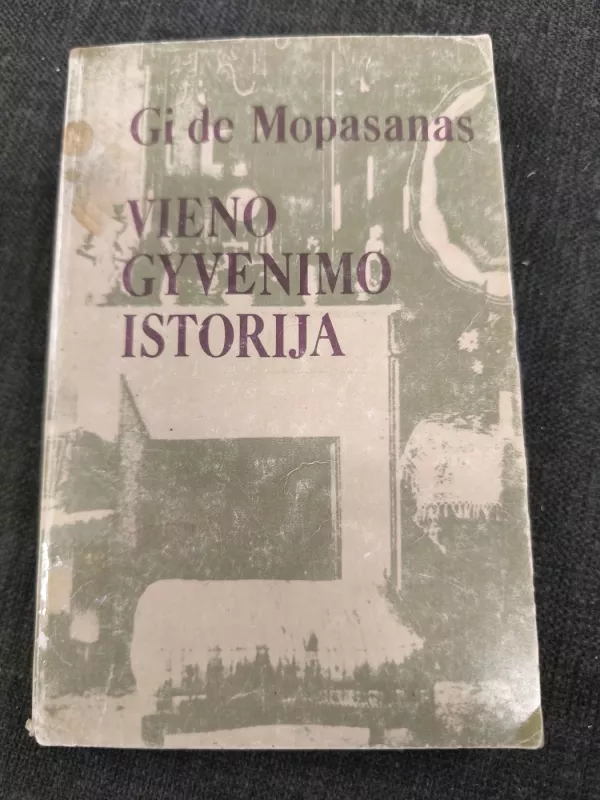 Gi de Mopasanas
VIENO
GYVENIMO
ISTORIJA